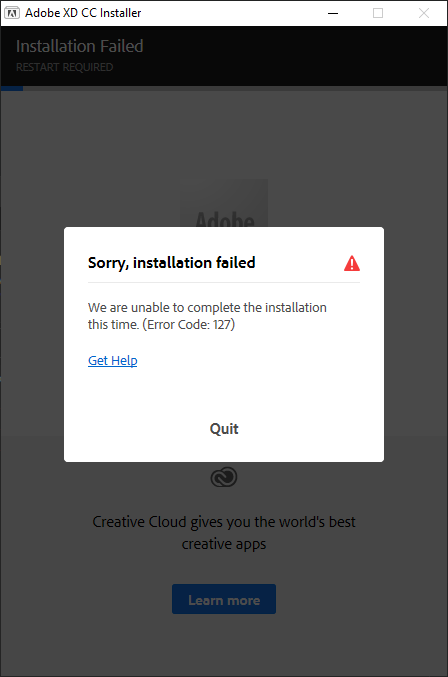 Adobe XD CC Installer
Installation Failed
RESTART REQUIRED
Adobe
Sorry, installation failed
We are unable to complete the installation
this time. (Error Code: 127)
Get Help
Quit
Creative Cloud gives you the world's best
creative apps
Learn more